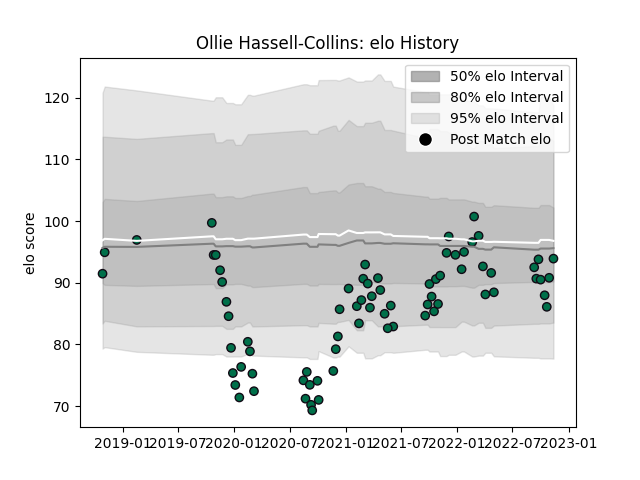 Ollie Hassell-Collins: elo History
50% elo Interval
80% elo Interval
95% elo Interval
Post Match elo
elo score
120
110
100
90
80
70
2019-01
2019-07
2020-01
2020-07
2021-01
2021-07
2022-01
2022-07
2023-01